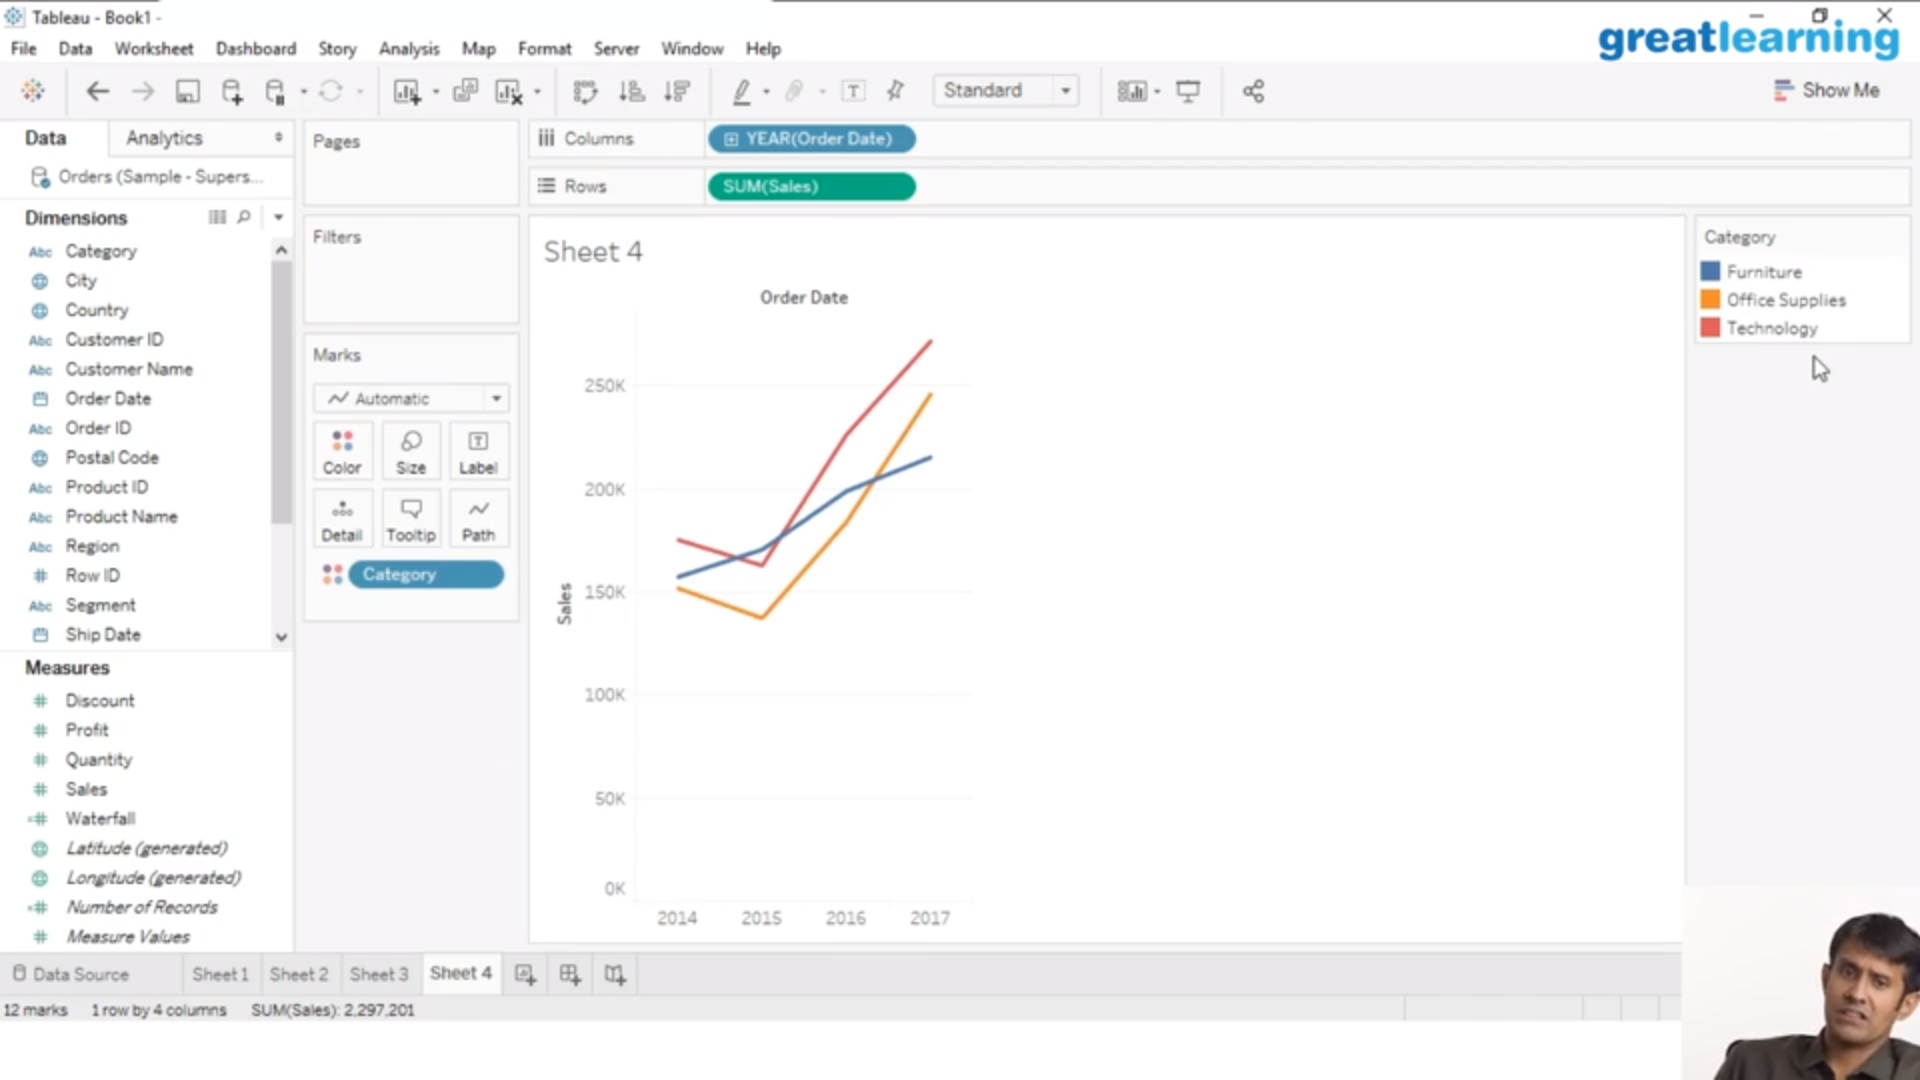 Tableau - Book1 -
greatlearning
File Data Worksheet Dashboard Story Analysis Map Format Server Window Help
Standard
Show Me
Data Analytics
Orders (Sample - Supers...
Dimensions
Abc Category
City
Country
Abc Customer ID
Abc Customer Name
Order Date
Abc Order ID
Postal Code
Abc Product ID
Abc Product Name
Abc Region
# Row ID
Abc Segment
Ship Date
Measures
# Discount
# Profit
# Quantity
# Sales
=# Waterfall
Latitude (generated)
Longitude (generated)
=# Number of Records
# Measure Values
Pages
Filters
Marks
Automatic
Color Size Label
Detail Tooltip Path
Category
Columns YEAR(Order Date)
Rows SUM(Sales)
Sheet 4
Order Date
Sales
250K
200K
150K
100K
50K
0K
2014 2015 2016 2017
Category
Furniture
Office Supplies
Technology
Data Source Sheet 1 Sheet 2 Sheet 3 Sheet 4
12 marks 1 row by 4 columns SUM(Sales): 2,297,201